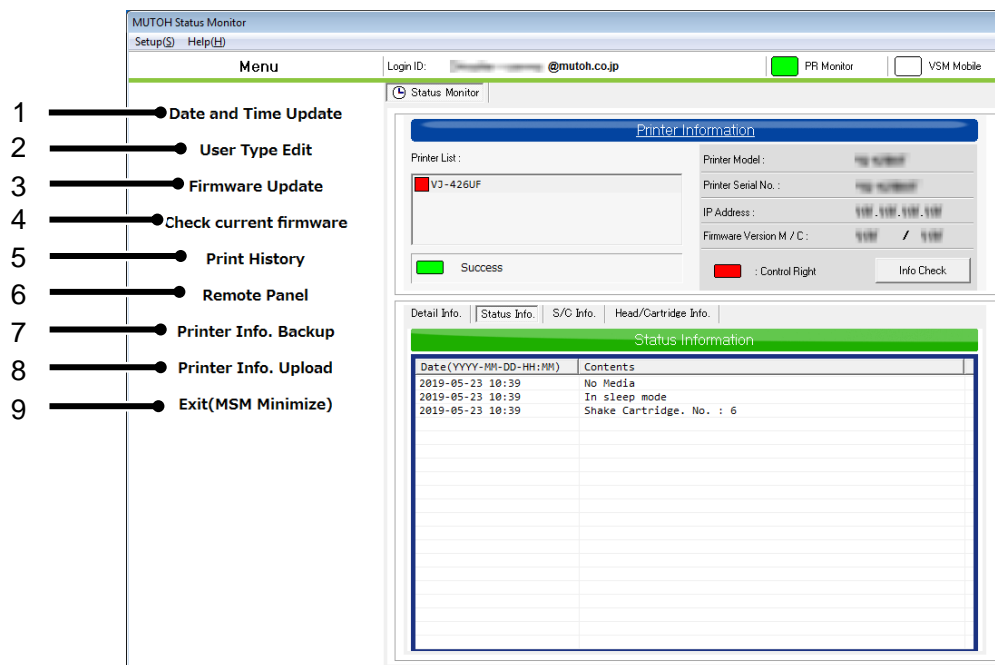 MUTOH Status Monitor
Setup(S) Help(H)
Menu
Login ID: @mutoh.co.jp
PR Monitor
VSM Mobile
Status Monitor
1 Date and Time Update
2 User Type Edit
3 Firmware Update
4 Check current firmware
5 Print History
6 Remote Panel
7 Printer Info. Backup
8 Printer Info. Upload
9 Exit(MSM Minimize)
Printer Information
Printer List :
VJ-426UF
Success
Printer Model :
Printer Serial No. :
IP Address :
Firmware Version M / C : /
: Control Right
Info Check
Detail Info. Status Info. S/C Info. Head/Cartridge Info.
Status Information
Date(YYYY-MM-DD-HH:MM) Contents
2019-05-23 10:39 No Media
2019-05-23 10:39 In sleep mode
2019-05-23 10:39 Shake Cartridge. No. : 6